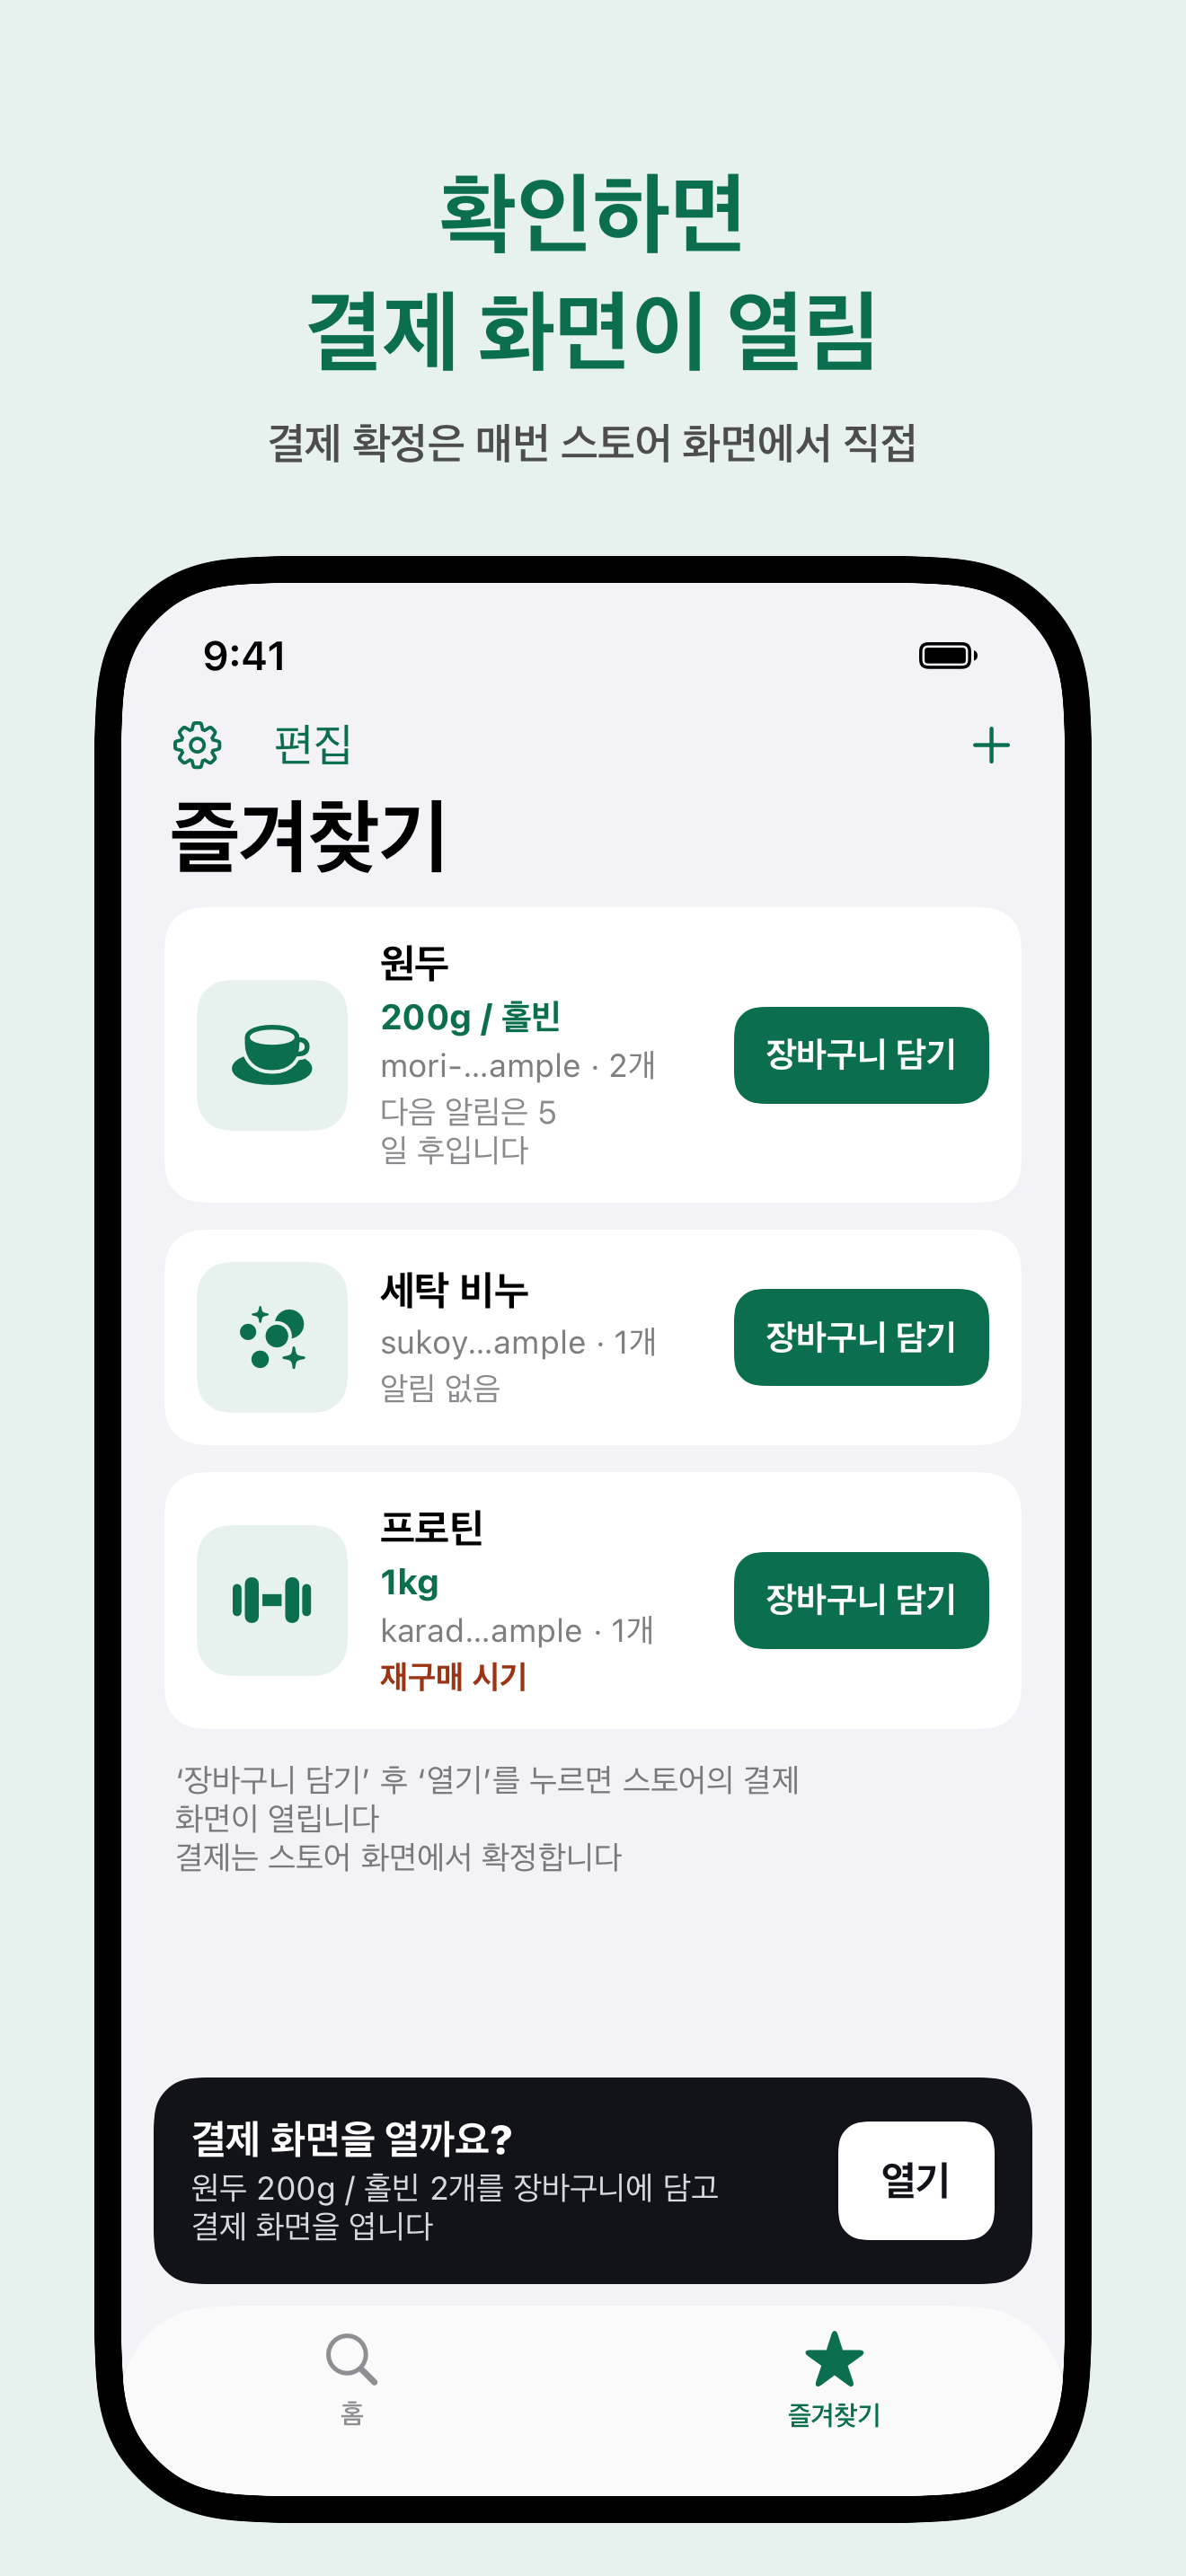 확인하면
결제 화면이 열림
결제 확정은 매번 스토어 화면에서 직접
9:41
편집
즐겨찾기
원두
200g / 홀빈
mori-...ample · 2개
다음 알림은 5
일 후입니다
장바구니 담기
세탁 비누
sukoy...ample · 1개
알림 없음
장바구니 담기
프로틴
1kg
karad...ample · 1개
재구매 시기
장바구니 담기
‘장바구니 담기’ 후 ‘열기’를 누르면 스토어의 결제
화면이 열립니다
결제는 스토어 화면에서 확정합니다
결제 화면을 열까요?
원두 200g / 홀빈 2개를 장바구니에 담고
결제 화면을 엽니다
열기
홈
즐겨찾기